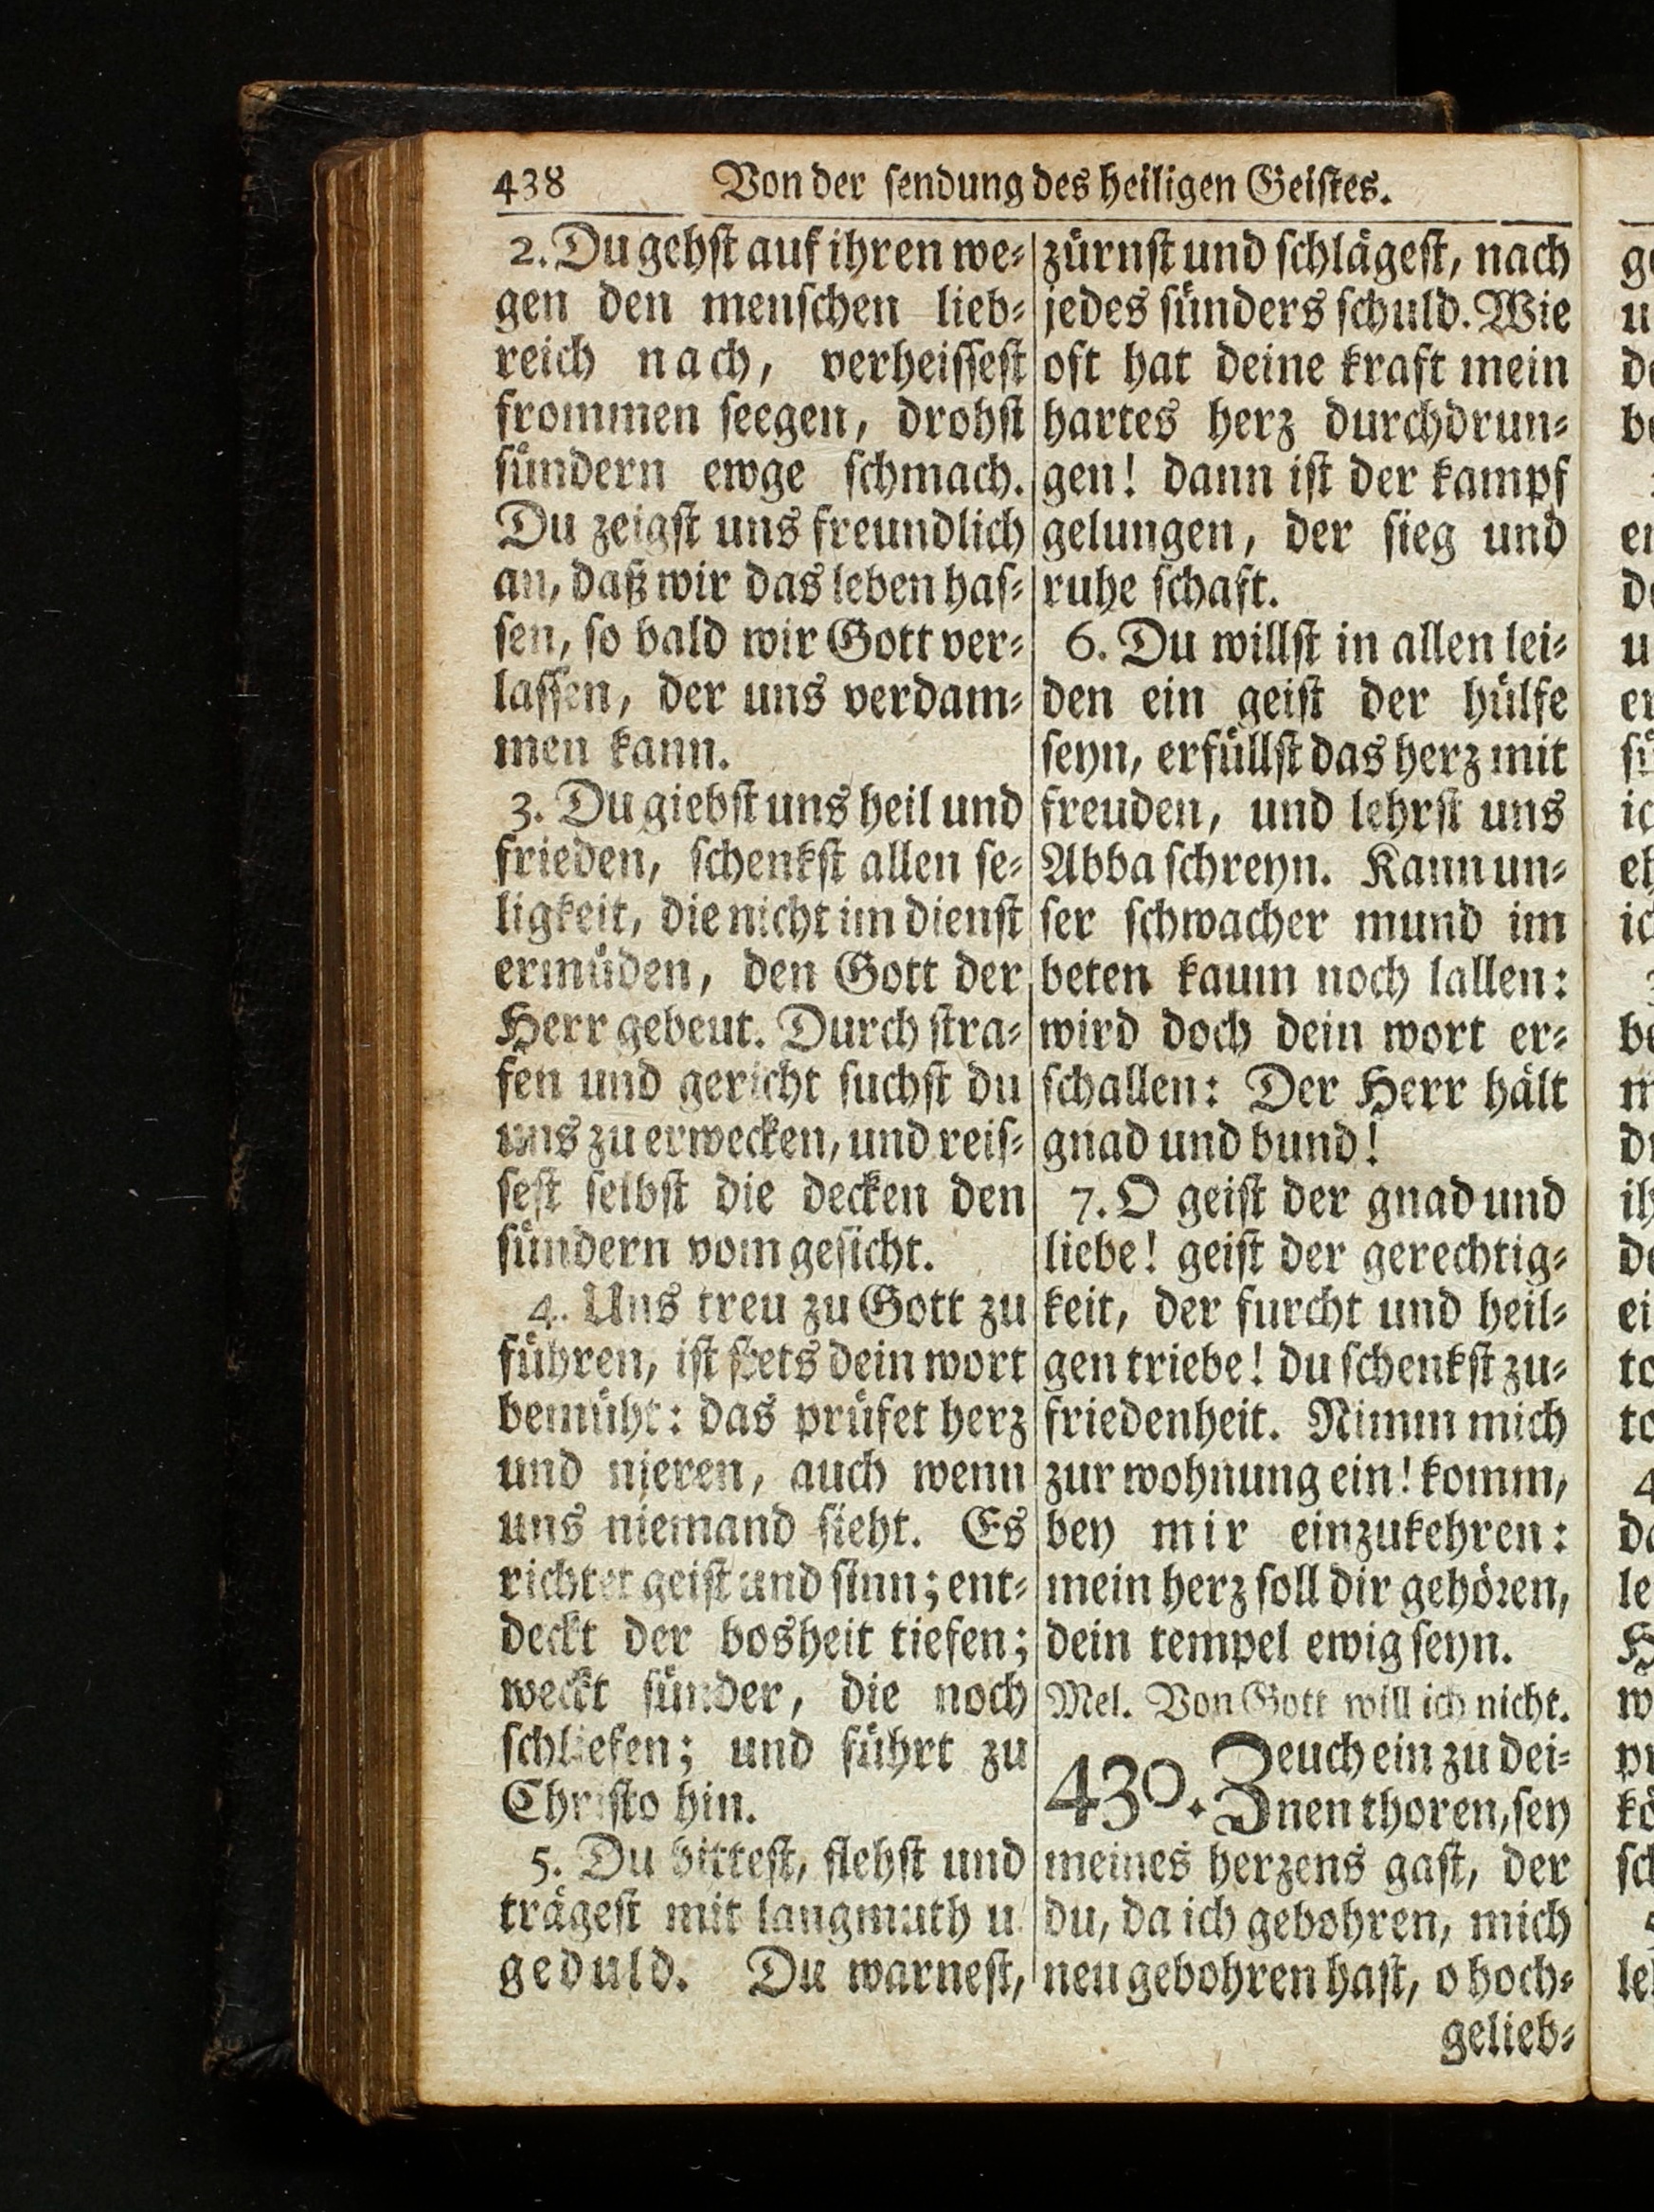 438 Von der ſendung des heiligen Geiſtes.
2. Du gehſt auf ihren we⸗
gen den menſchen lieb⸗
reich nach, verheiſſeſt
frommen ſeegen, drohſt
ſündern ewge ſchmach.
Du zeigſt uns freundlich
an, daß wir das leben haſ⸗
ſen, ſo bald wir Gott ver⸗
laſſen, der uns verdam⸗
men kann.
3. Du giebſt uns heil und
frieden, ſchenkſt allen ſe⸗
ligkeit, die nicht im dienſt
ermüden, den Gott der
Herr gebeut. Durch ſtra⸗
fen und gericht ſuchſt du
uns zu erwecken, und reiſ⸗
ſeſt ſelbſt die decken den
ſündern vom geſicht.
4. Uns treu zu Gott zu
führen, iſt ſtets dein wort
bemüht: das prüfet herz
und nieren, auch wenn
uns niemand ſieht. Es
richtet geiſt und ſinn; ent⸗
deckt der bosheit tiefen;
weckt ſünder, die noch
ſchliefen; und führt zu
Chriſto hin.
5. Du bitteſt, flehſt und
trägeſt mit langmuth u.
geduld. Du warneſt,
zürnſt und ſchlägeſt, nach
jedes ſünders ſchuld. Wie
oft hat deine kraft mein
hartes herz durchdrun⸗
gen! dann iſt der kampf
gelungen, der ſieg und
ruhe ſchaft.
6. Du willſt in allen lei⸗
den ein geiſt der hülfe
ſeyn, erfüllſt das herz mit
freuden, und lehrſt uns
Abba ſchreyn. Kann un⸗
ſer ſchwacher mund im
beten kaum noch lallen:
wird doch dein wort er⸗
ſchallen: Der Herr hält
gnad und bund!
7. O geiſt der gnad und
liebe! geiſt der gerechtig⸗
keit, der furcht und heil⸗
gen triebe! du ſchenkſt zu⸗
friedenheit. Nimm mich
zur wohnung ein! komm,
bey mir einzukehren:
mein herz ſoll dir gehören,
dein tempel ewig ſeyn.
Mel. Von Gott will ich nicht.
430. Zeuch ein zu dei⸗
nen thoren, ſey
meines herzens gaſt, der
du, da ich gebohren, mich
neu gebohren haſt, o hoch⸗
gelieb⸗